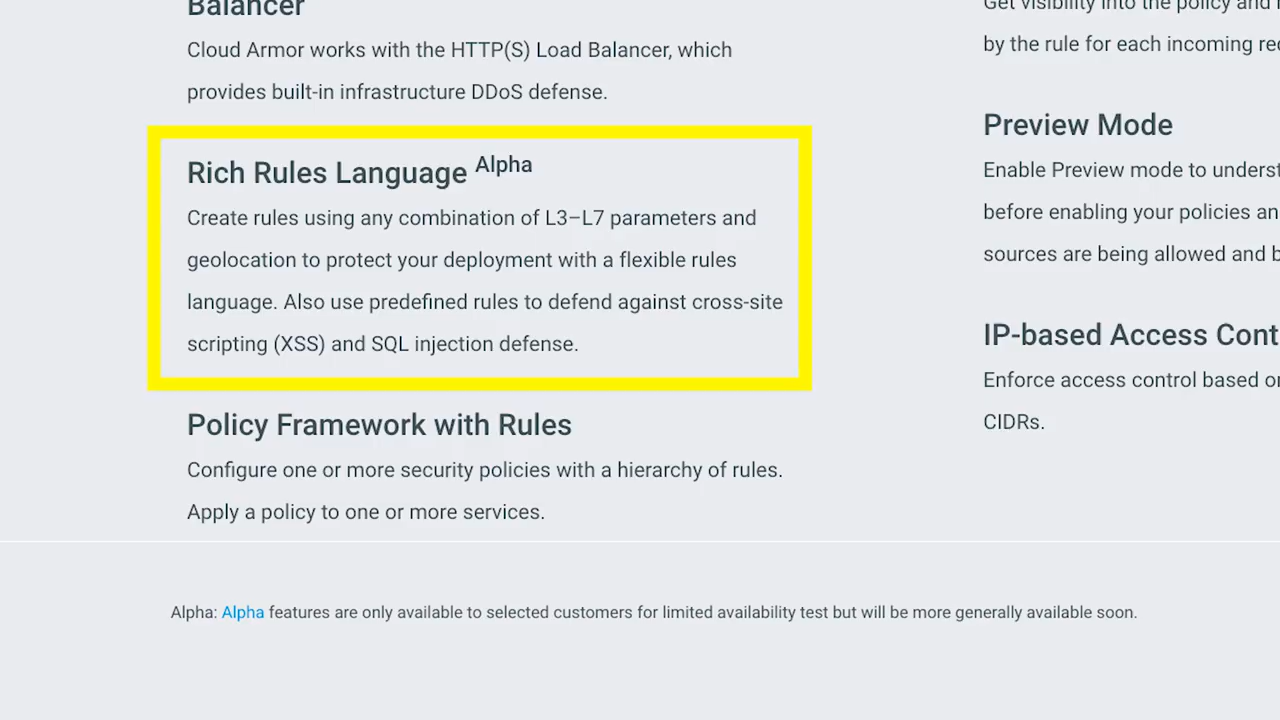 Balancer
Cloud Armor works with the HTTP(S) Load Balancer, which
provides built-in infrastructure DDoS defense.
Rich Rules Language Alpha
Create rules using any combination of L3–L7 parameters and
geolocation to protect your deployment with a flexible rules
language. Also use predefined rules to defend against cross-site
scripting (XSS) and SQL injection defense.
Policy Framework with Rules
Configure one or more security policies with a hierarchy of rules.
Apply a policy to one or more services.
Get visibility into the policy and
by the rule for each incoming
Preview Mode
Enable Preview mode to
before enabling your policies
sources are being allowed and
IP-based Access
Enforce access control based
CIDRs.
Alpha: Alpha features are only available to selected customers for limited availability test but will be more generally available soon.